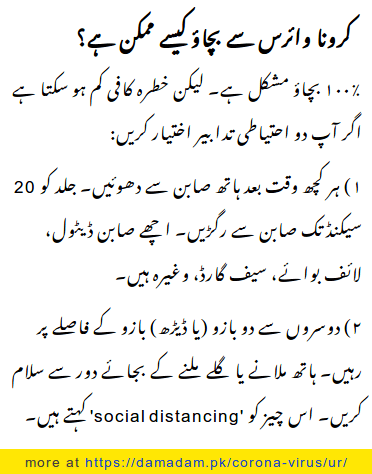 کرونا وائرس سے بچاؤ کیسے ممکن ہے؟
۱۰۰٪ بچاؤ مشکل ہے۔ لیکن خطرہ کافی کم ہو سکتا ہے
اگر آپ دو احتیاطی تدابیر اختیار کریں:
۱) ہر کچھ وقت بعد ہاتھ صابن سے دھوئیں۔ جلد کو 20
سیکنڈ تک صابن سے رگڑیں۔ اچھے صابن ڈیٹول،
لائف بوائے، سیف گارڈ، وغیرہ ہیں۔
۲) دوسروں سے دو بازو (یا ڈیڑھ) بازو کے فاصلے پر
رہیں۔ ہاتھ ملانے یا گلے ملنے کے بجائے دور سے سلام
کریں۔ اس چیز کو 'social distancing' کہتے ہیں۔
more at https://damadam.pk/corona-virus/ur/